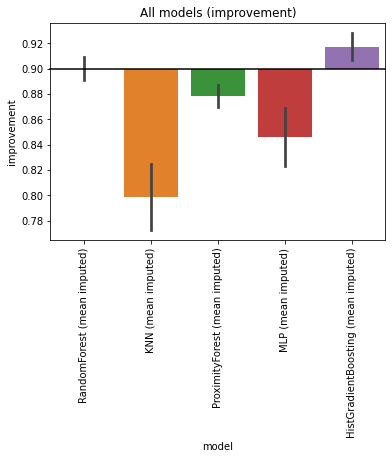 All models (improvement)
improvement
0.92
0.90
0.88
0.86
0.84
0.82
0.80
0.78
RandomForest (mean imputed)
KNN (mean imputed)
ProximityForest (mean imputed)
MLP (mean imputed)
HistGradientBoosting (mean imputed)
model